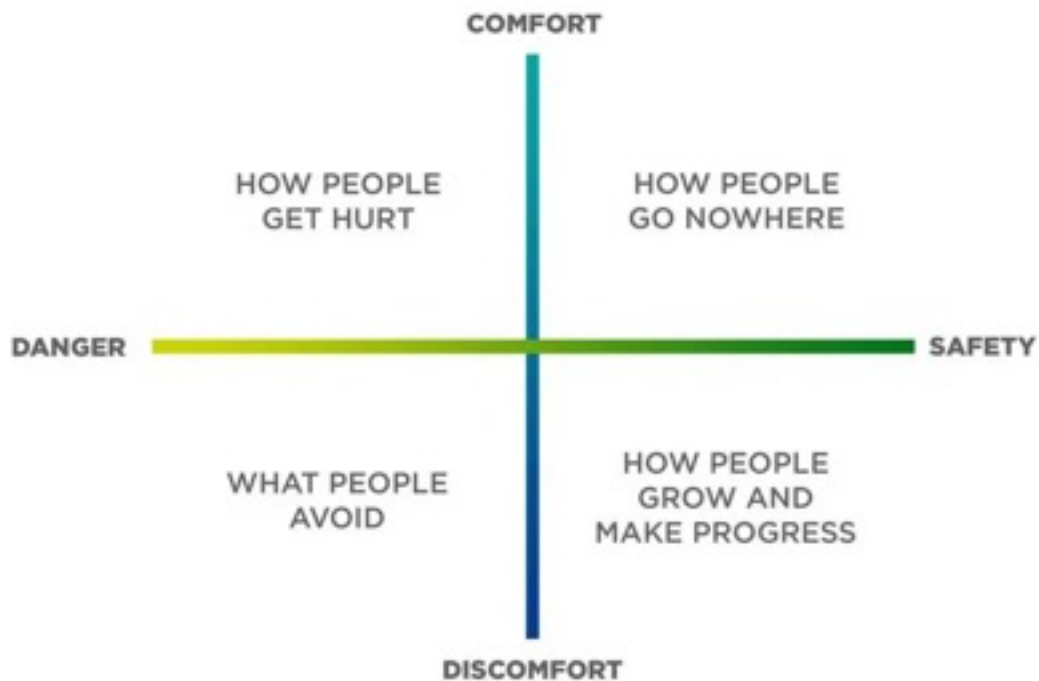 COMFORT
HOW PEOPLE
GET HURT
HOW PEOPLE
GO NOWHERE
DANGER
SAFETY
WHAT PEOPLE
AVOID
HOW PEOPLE
GROW AND
MAKE PROGRESS
DISCOMFORT